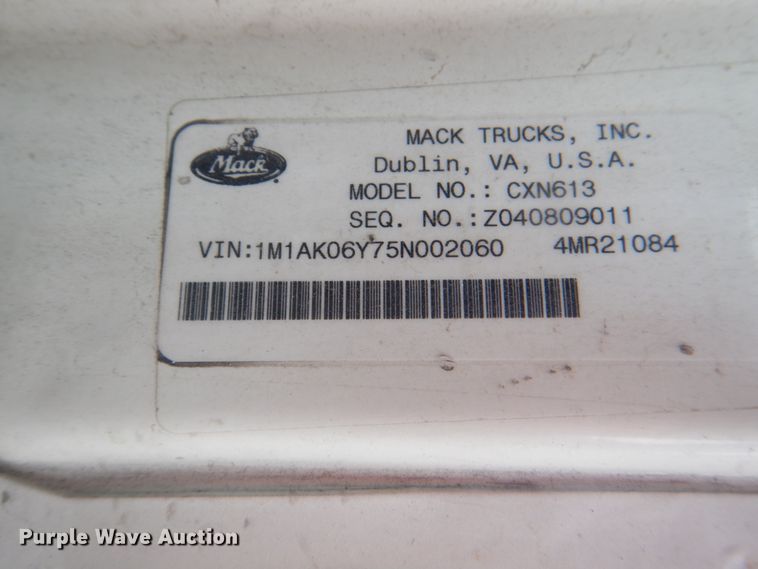 MACK TRUCKS, INC.
Mack
Dublin, VA, U.S.A.
MODEL NO.: CXN613
SEQ. NO.:Z040809011
VIN:1M1AK06Y75N002060 4MR21084
Purple Wave Auction